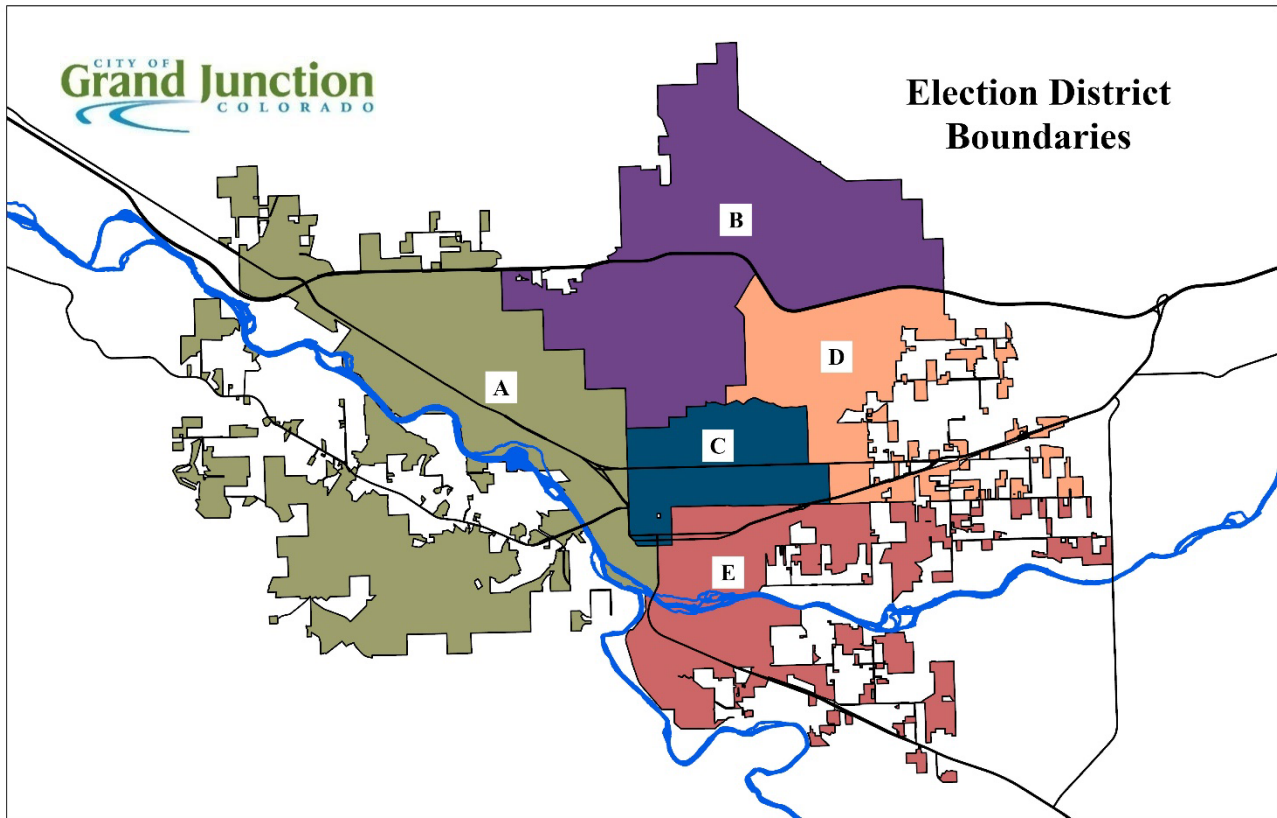 CITY OF
Grand Junction
COLORADO
Election District
Boundaries
B
D
A
C
E